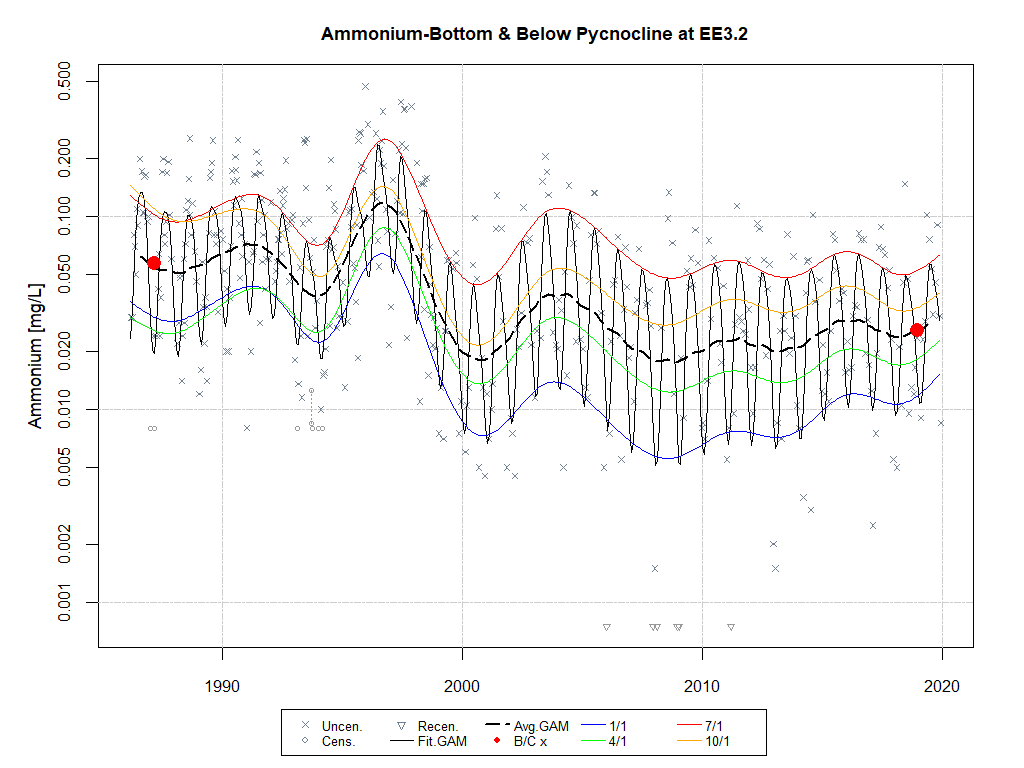 Ammonium-Bottom & Below Pycnocline at EE3.2
Ammonium [mg/L]
0.500
0.200
0.100
0.050
0.020
0.010
0.005
0.002
0.001
1990 2000 2010 2020
Uncen. Recen. Avg.GAM 1/1 7/1
Cens. Fit.GAM B/C x 4/1 10/1